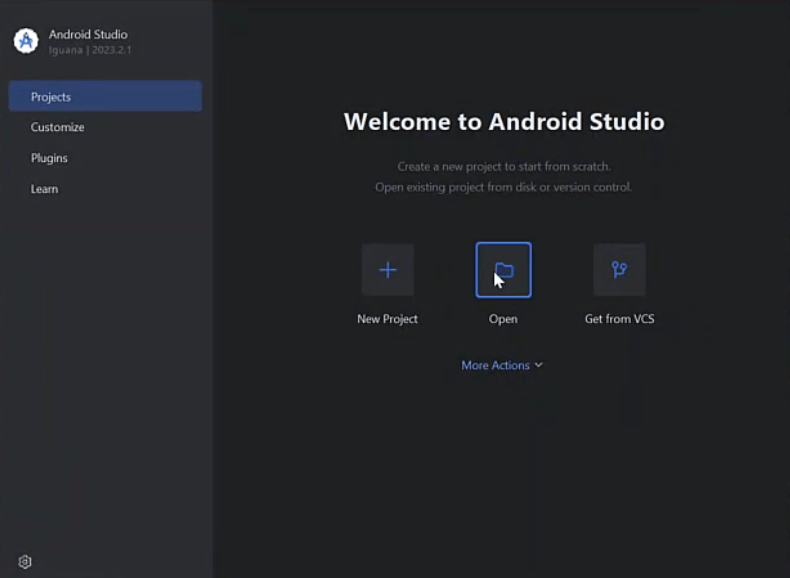 Android Studio
Iguana | 2023.2.1
Projects
Customize
Plugins
Learn
Welcome to Android Studio
Create a new project to start from scratch.
Open existing project from disk or version control.
New Project
Open
Get from VCS
More Actions